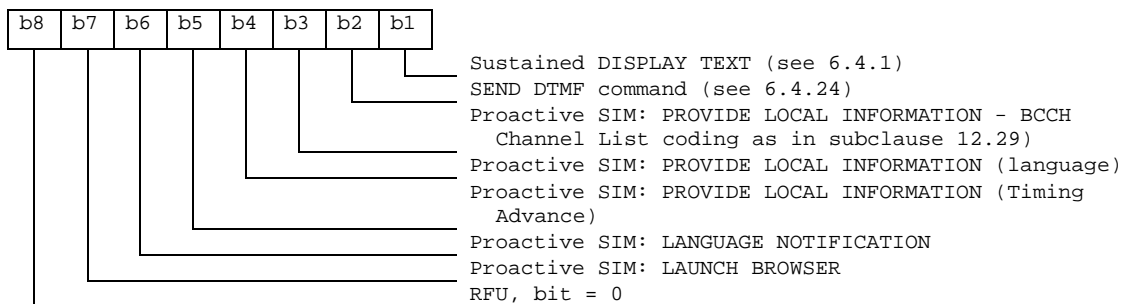 b8 b7 b6 b5 b4 b3 b2 b1
Sustained DISPLAY TEXT (see 6.4.1)
SEND DTMF command (see 6.4.24)
Proactive SIM: PROVIDE LOCAL INFORMATION - BCCH
Channel List coding as in subclause 12.29)
Proactive SIM: PROVIDE LOCAL INFORMATION (language)
Proactive SIM: PROVIDE LOCAL INFORMATION (Timing
Advance)
Proactive SIM: LANGUAGE NOTIFICATION
Proactive SIM: LAUNCH BROWSER
RFU, bit = 0